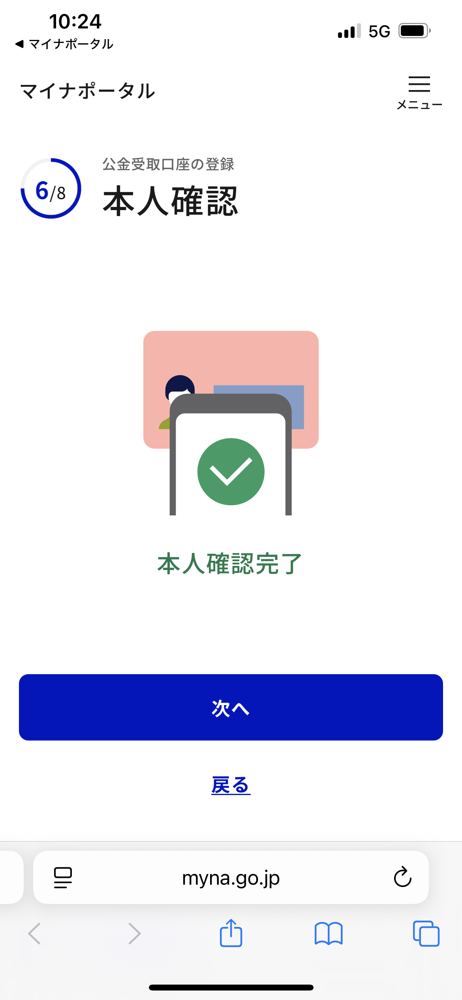 10:24
5G
◀ マイナポータル
マイナポータル
メニュー
公金受取口座の登録
6/8
本人確認
本人確認完了
次へ
戻る
myna.go.jp